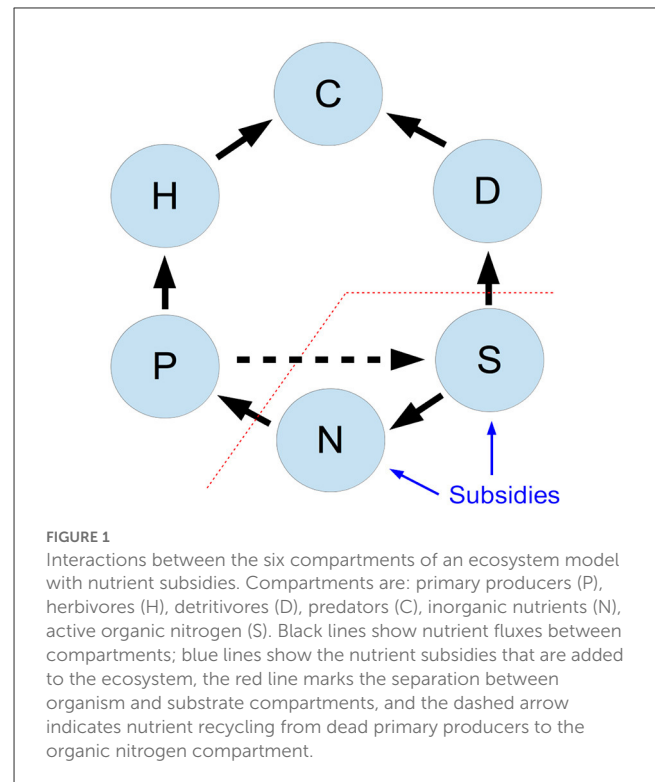 C
H
D
P
S
N
Subsidies
FIGURE 1
Interactions between the six compartments of an ecosystem model
with nutrient subsidies. Compartments are: primary producers (P),
herbivores (H), detritivores (D), predators (C), inorganic nutrients (N),
active organic nitrogen (S). Black lines show nutrient fluxes between
compartments; blue lines show the nutrient subsidies that are added
to the ecosystem, the red line marks the separation between
organism and substrate compartments, and the dashed arrow
indicates nutrient recycling from dead primary producers to the
organic nitrogen compartment.